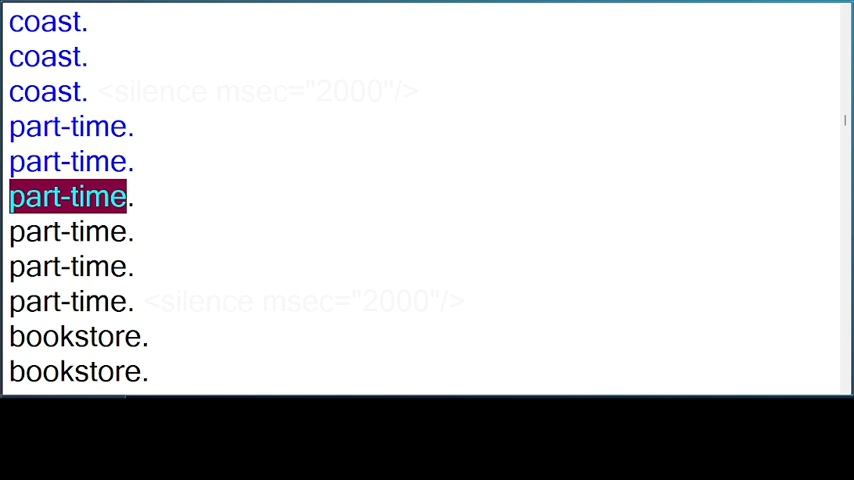 coast.
coast.
coast. <silence msec="2000"/>
part-time.
part-time.
part-time.
part-time.
part-time.
part-time. <silence msec="2000"/>
bookstore.
bookstore.